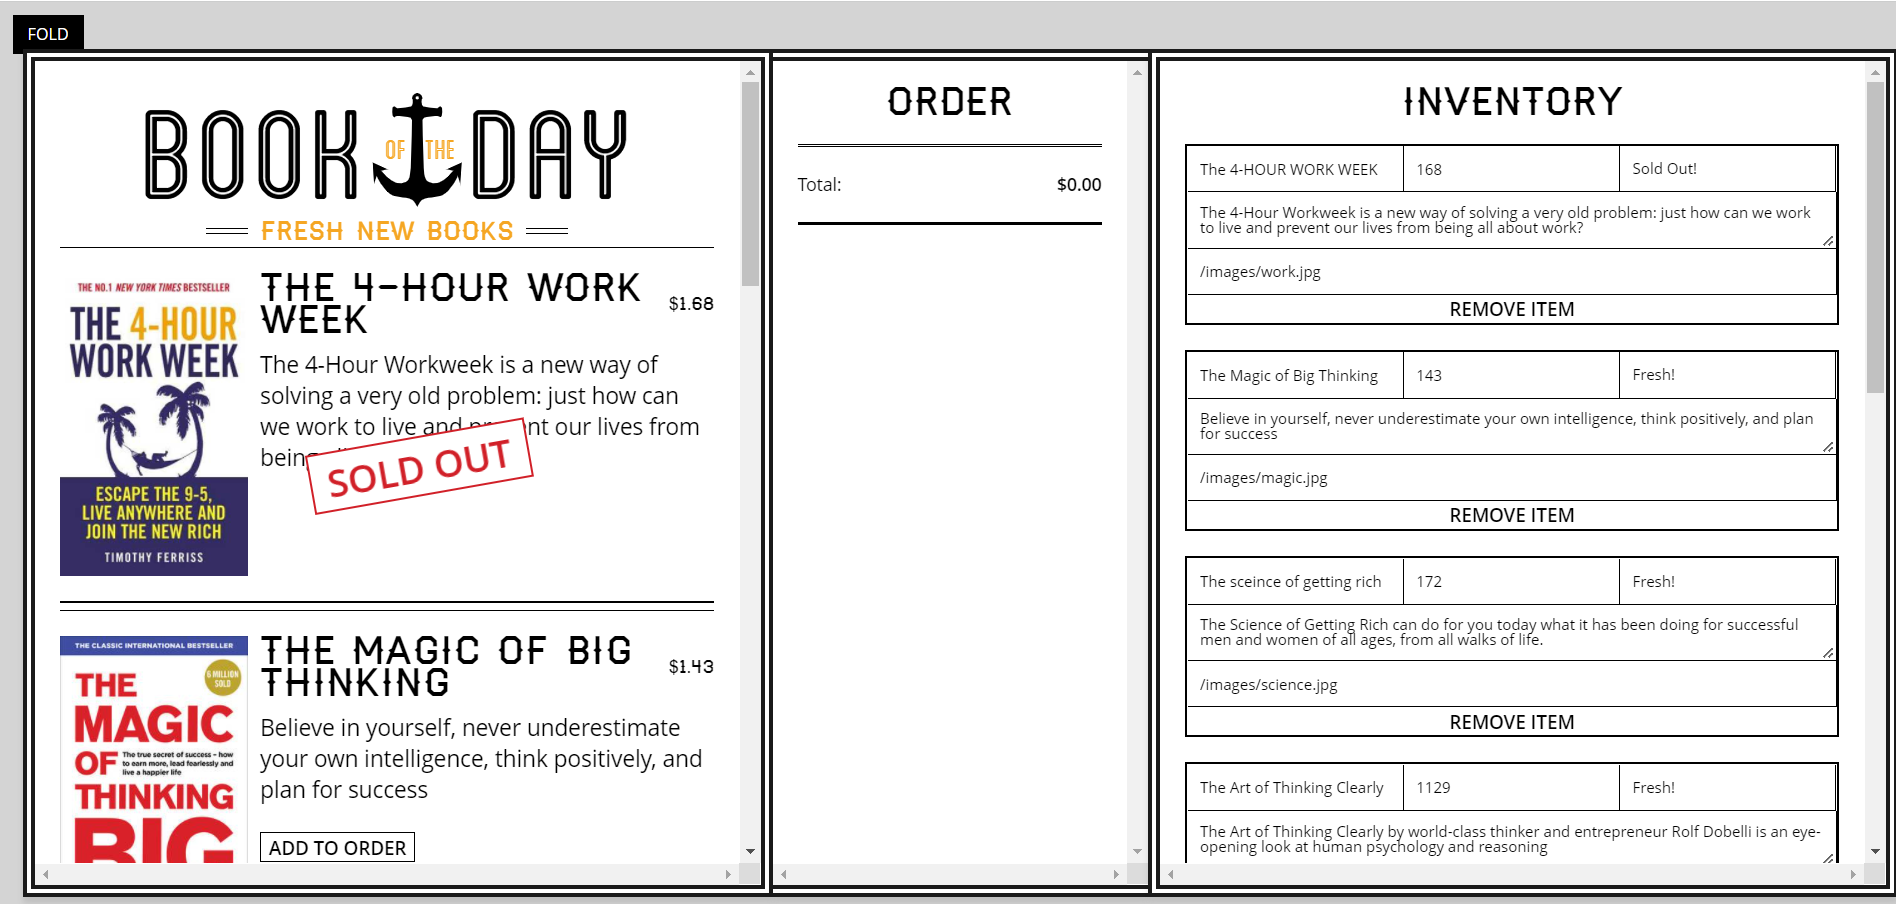 FOLD
BOOK OF THE DAY
FRESH NEW BOOKS
THE NO.1 NEW YORK TIMES BESTSELLER
THE 4-HOUR
WORK WEEK
ESCAPE THE 9-5,
LIVE ANYWHERE AND
JOIN THE NEW RICH
TIMOTHY FERRISS
THE 4-HOUR WORK
WEEK
$1.68
The 4-Hour Workweek is a new way of
solving a very old problem: just how can
we work to live and prevent our lives from
being
SOLD OUT
THE CLASSIC INTERNATIONAL BESTSELLER
6 MILLION
SOLD
THE
MAGIC
OF
The true secret of success – how
to earn more, lead fearlessly and
live a happier life
THINKING
BIG
THE MAGIC OF BIG
THINKING
$1.43
Believe in yourself, never underestimate
your own intelligence, think positively, and
plan for success
ADD TO ORDER
ORDER
Total: $0.00
INVENTORY
The 4-HOUR WORK WEEK 168 Sold Out!
The 4-Hour Workweek is a new way of solving a very old problem: just how can we work
to live and prevent our lives from being all about work?
/images/work.jpg
REMOVE ITEM
The Magic of Big Thinking 143 Fresh!
Believe in yourself, never underestimate your own intelligence, think positively, and plan
for success
/images/magic.jpg
REMOVE ITEM
The sceince of getting rich 172 Fresh!
The Science of Getting Rich can do for you today what it has been doing for successful
men and women of all ages, from all walks of life.
/images/science.jpg
REMOVE ITEM
The Art of Thinking Clearly 1129 Fresh!
The Art of Thinking Clearly by world-class thinker and entrepreneur Rolf Dobelli is an eye-
opening look at human psychology and reasoning